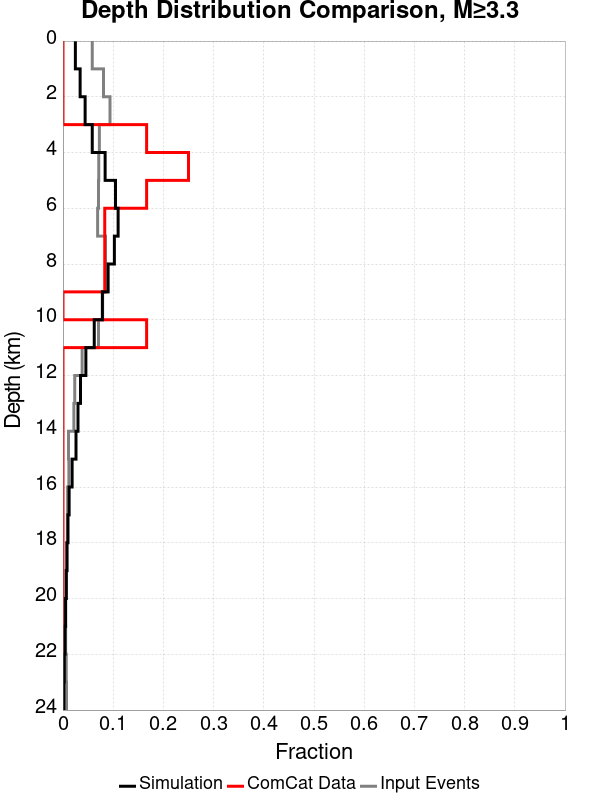 Depth Distribution Comparison, M≥3.3
0
2
4
6
8
10
12
14
16
18
20
22
24
Depth (km)
0 0.1 0.2 0.3 0.4 0.5 0.6 0.7 0.8 0.9 1
Fraction
Simulation ComCat Data Input Events